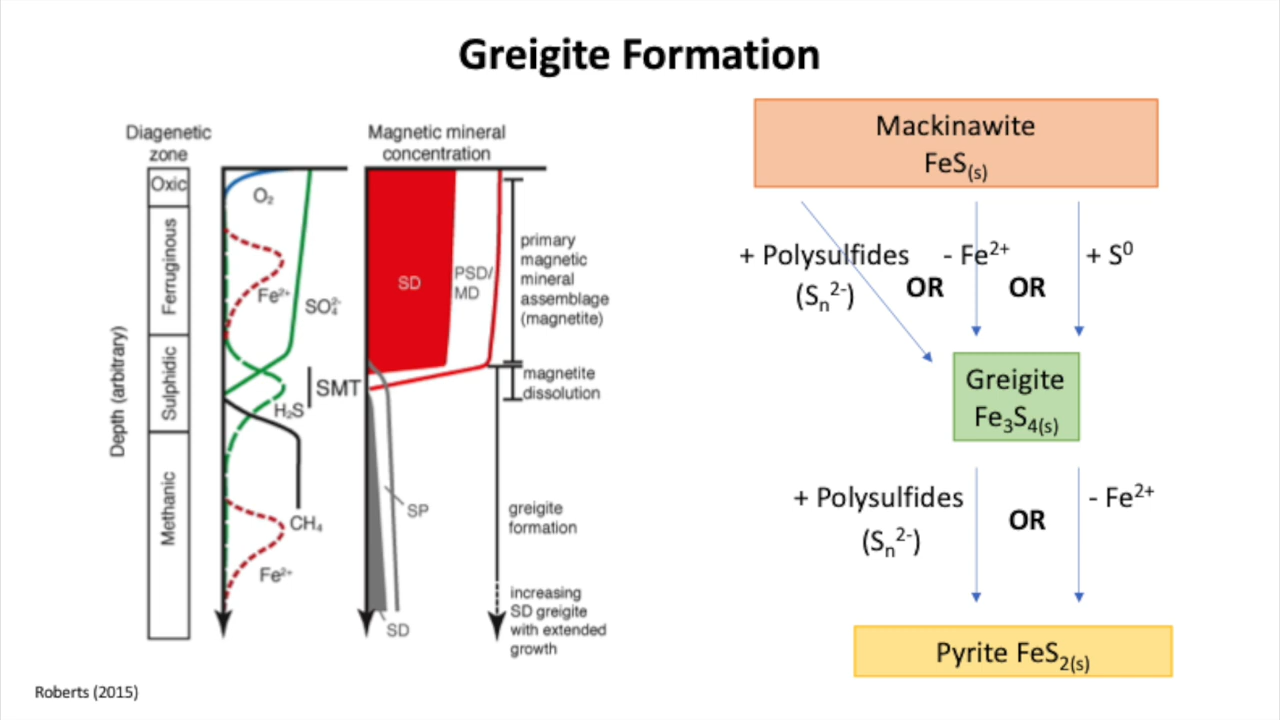 Greigite Formation
Diagenetic
zone
Oxic
Ferruginous
Sulphidic
Methanic
Depth (arbitrary)
O₂
Fe²⁺
SO₄²⁻
H₂S
SMT
CH₄
Fe²⁺
Magnetic mineral
concentration
SD
PSD/
MD
SP
SD
primary
magnetic
mineral
assemblage
(magnetite)
magnetite
dissolution
greigite
formation
increasing
SD greigite
with extended
growth
Mackinawite
FeS₍ₛ₎
+ Polysulfides
(Sₙ²⁻)
OR
- Fe²⁺
OR
+ S⁰
Greigite
Fe₃S₄₍ₛ₎
+ Polysulfides
(Sₙ²⁻)
OR
- Fe²⁺
Pyrite FeS₂₍ₛ₎
Roberts (2015)